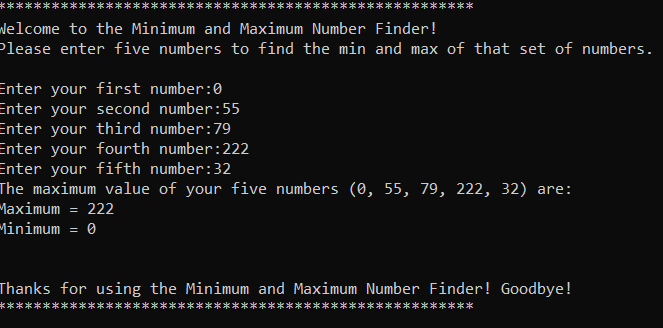 *****************************************************
Welcome to the Minimum and Maximum Number Finder!
Please enter five numbers to find the min and max of that set of numbers.
Enter your first number:0
Enter your second number:55
Enter your third number:79
Enter your fourth number:222
Enter your fifth number:32
The maximum value of your five numbers (0, 55, 79, 222, 32) are:
Maximum = 222
Minimum = 0
Thanks for using the Minimum and Maximum Number Finder! Goodbye!
*****************************************************